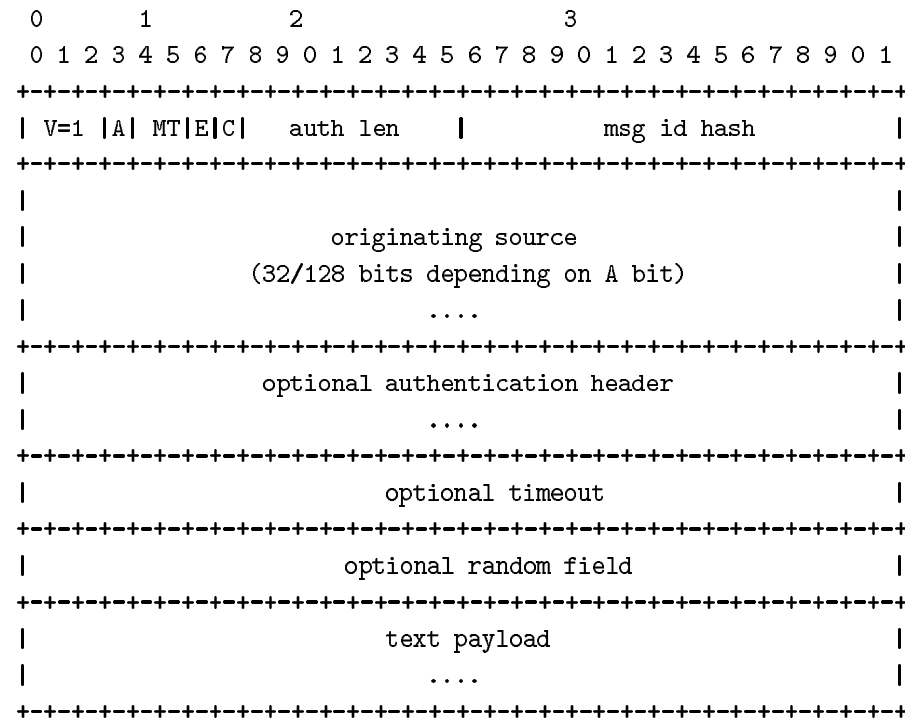 0 1 2 3
0 1 2 3 4 5 6 7 8 9 0 1 2 3 4 5 6 7 8 9 0 1 2 3 4 5 6 7 8 9 0 1
+-+-+-+-+-+-+-+-+-+-+-+-+-+-+-+-+-+-+-+-+-+-+-+-+-+-+-+-+-+-+-+-+
| V=1 |A| MT|E|C| auth len | msg id hash |
+-+-+-+-+-+-+-+-+-+-+-+-+-+-+-+-+-+-+-+-+-+-+-+-+-+-+-+-+-+-+-+-+
| |
| originating source |
| (32/128 bits depending on A bit) |
| .... |
+-+-+-+-+-+-+-+-+-+-+-+-+-+-+-+-+-+-+-+-+-+-+-+-+-+-+-+-+-+-+-+-+
| optional authentication header |
| .... |
+-+-+-+-+-+-+-+-+-+-+-+-+-+-+-+-+-+-+-+-+-+-+-+-+-+-+-+-+-+-+-+-+
| optional timeout |
+-+-+-+-+-+-+-+-+-+-+-+-+-+-+-+-+-+-+-+-+-+-+-+-+-+-+-+-+-+-+-+-+
| optional random field |
+-+-+-+-+-+-+-+-+-+-+-+-+-+-+-+-+-+-+-+-+-+-+-+-+-+-+-+-+-+-+-+-+
| text payload |
| .... |
+-+-+-+-+-+-+-+-+-+-+-+-+-+-+-+-+-+-+-+-+-+-+-+-+-+-+-+-+-+-+-+-+